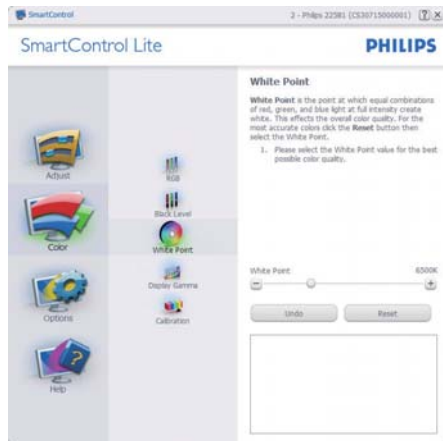 SmartControl
2 - Philips 225B1 (CS30715000001)
SmartControl Lite
PHILIPS
Adjust
Color
Options
Help
RGB
Black Level
White Point
Display Gamma
Calibration
White Point
White Point is the point at which equal combinations
of red, green, and blue light at full intensity create
white. This effects the overall color quality. For the
most accurate colors click the Reset button then
select the White Point.
1. Please select the White Point value for the best
possible color quality.
White Point
6500K
Undo
Reset